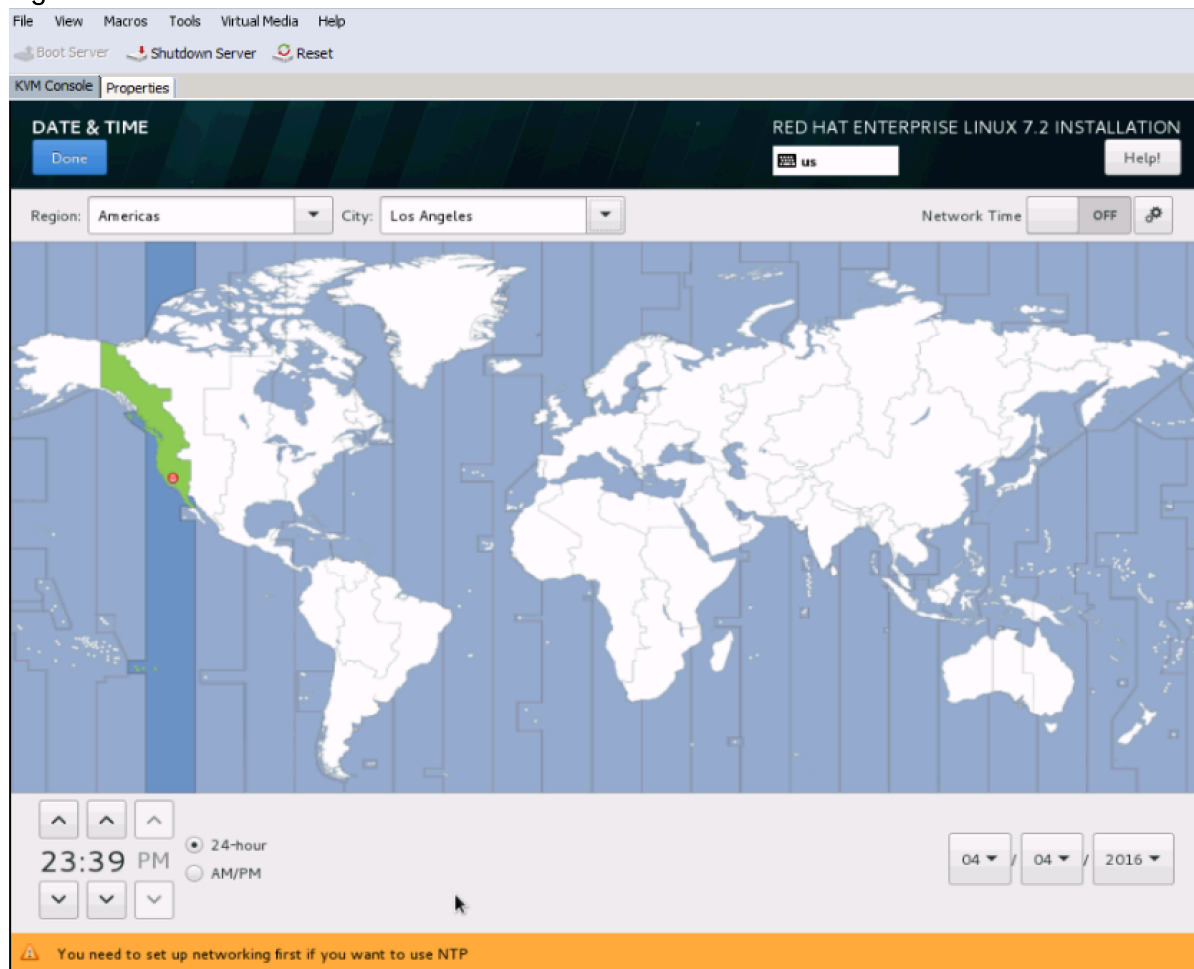 File View Macros Tools Virtual Media Help
Boot Server Shutdown Server Reset
KVM Console Properties
DATE & TIME
RED HAT ENTERPRISE LINUX 7.2 INSTALLATION
Done
us
Help!
Region: Americas City: Los Angeles Network Time OFF
23:39 PM
24-hour
AM/PM
04 / 04 / 2016
You need to set up networking first if you want to use NTP